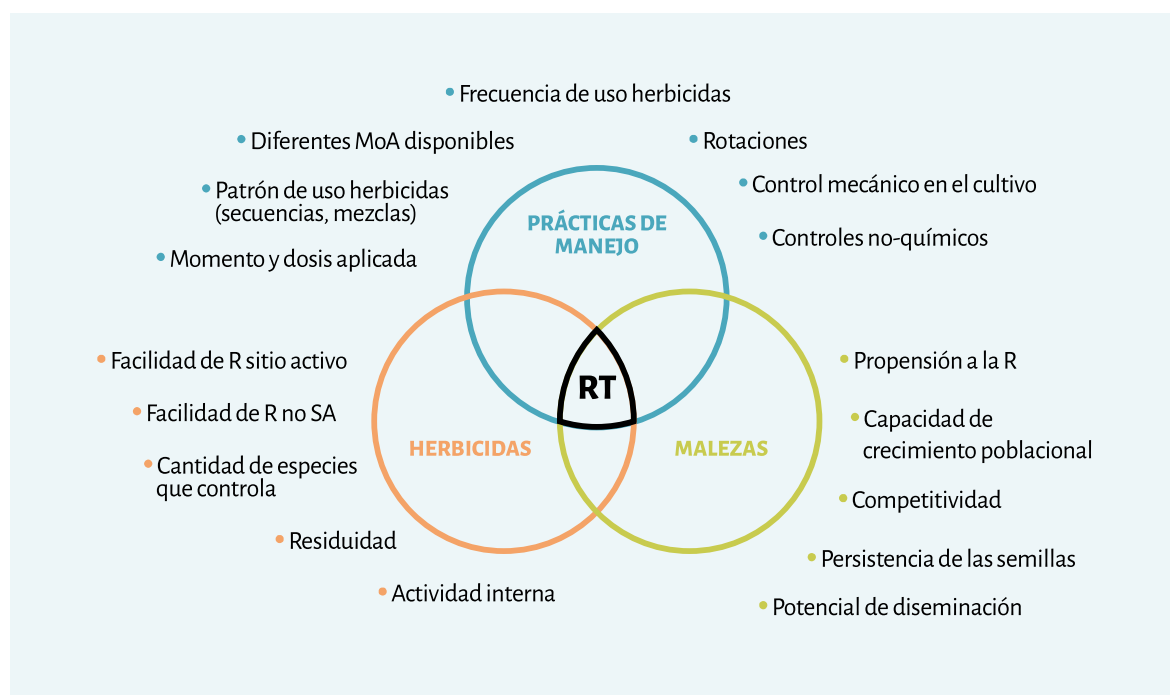 Frecuencia de uso herbicidas
Diferentes MoA disponibles
Rotaciones
Patrón de uso herbicidas
(secuencias, mezclas)
Control mecánico en el cultivo
Controles no-químicos
Momento y dosis aplicada
PRÁCTICAS DE
MANEJO
RT
HERBICIDAS
MALEZAS
Facilidad de R sitio activo
Facilidad de R no SA
Cantidad de especies
que controla
Residuidad
Actividad interna
Propensión a la R
Capacidad de
crecimiento poblacional
Competitividad
Persistencia de las semillas
Potencial de diseminación